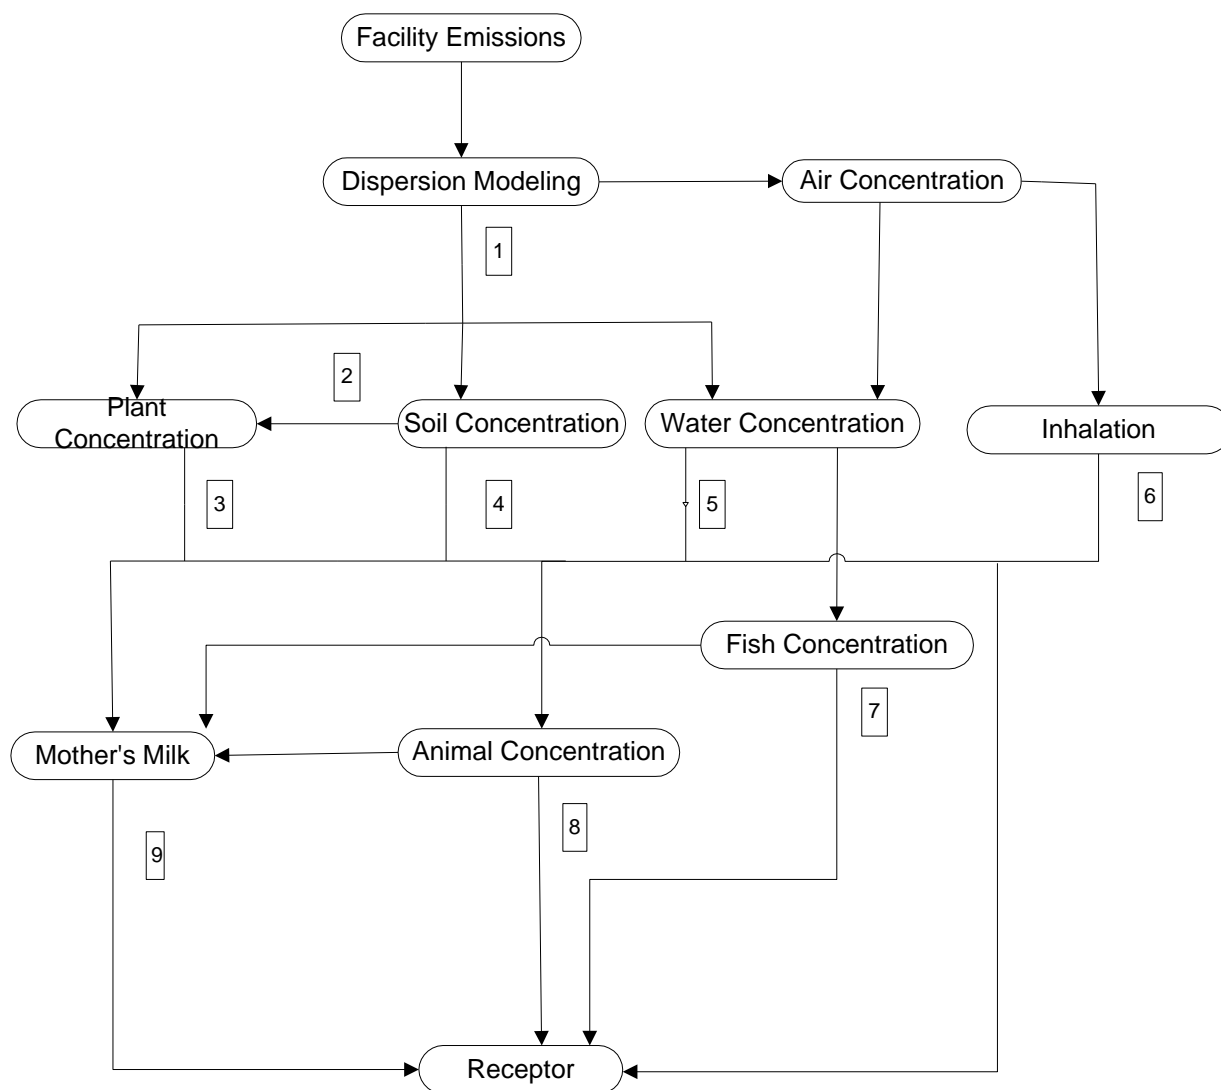 Facility Emissions
Dispersion Modeling
Air Concentration
1
2
Plant
Concentration
Soil Concentration
Water Concentration
Inhalation
3
4
5
6
Fish Concentration
7
Mother's Milk
Animal Concentration
8
9
Receptor